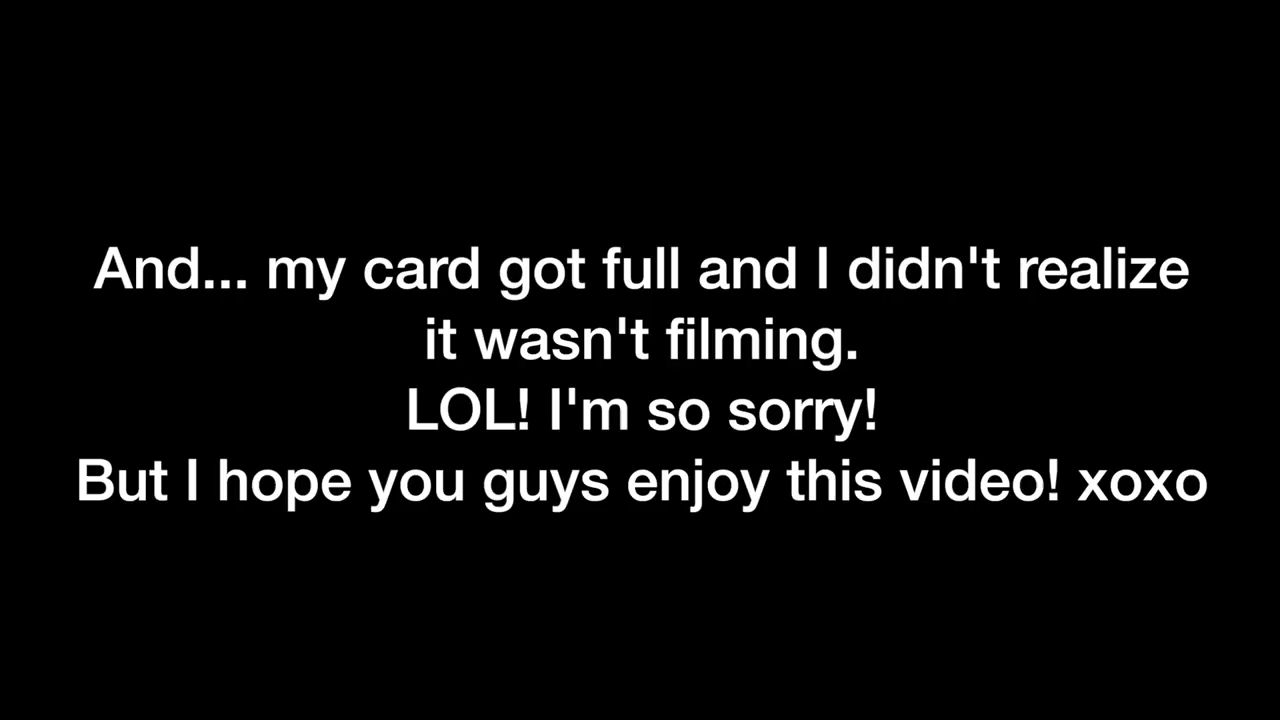 And... my card got full and I didn't realize
it wasn't filming.
LOL! I'm so sorry!
But I hope you guys enjoy this video! xoxo